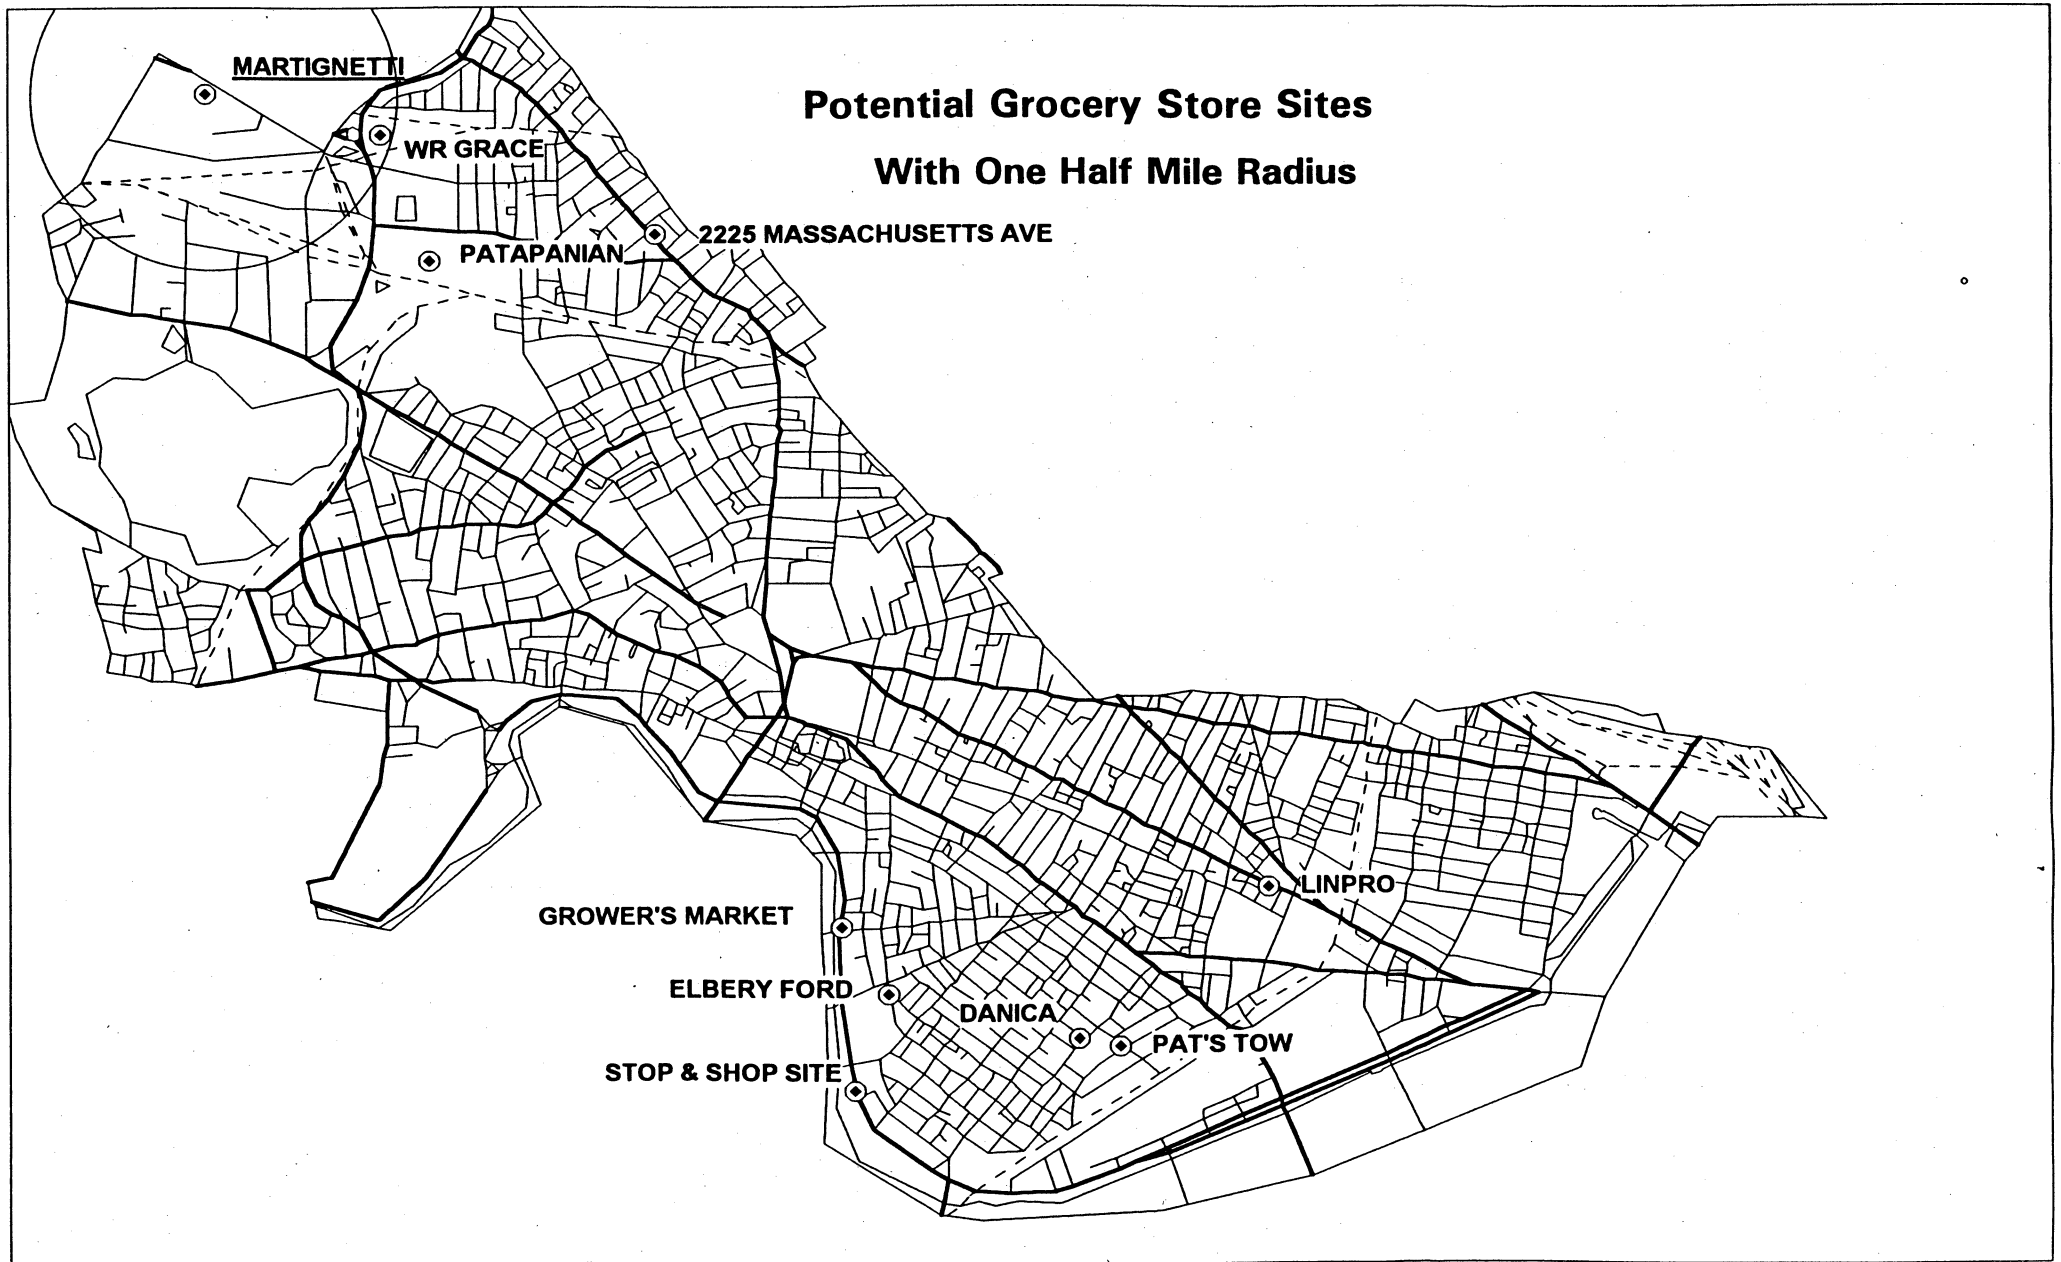 MARTIGNETTI
Potential Grocery Store Sites
With One Half Mile Radius
WR GRACE
2225 MASSACHUSETTS AVE
PATAPANIAN
LINPRO
GROWER'S MARKET
ELBERY FORD
DANICA
PAT'S TOW
STOP & SHOP SITE